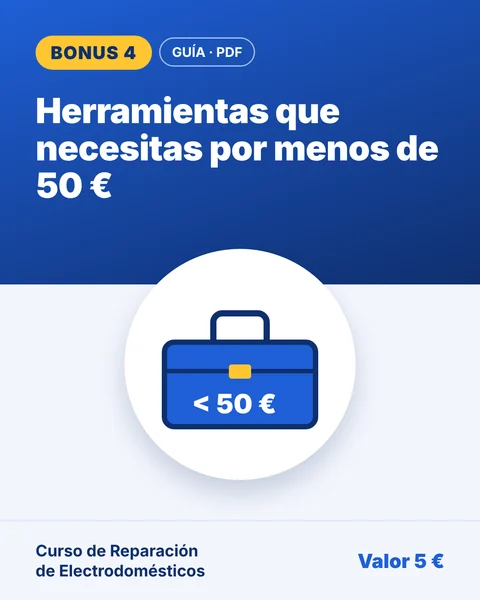 BONUS 4
GUÍA · PDF
Herramientas que
necesitas por menos de
50 €
< 50 €
Curso de Reparación
de Electrodomésticos
Valor 5 €